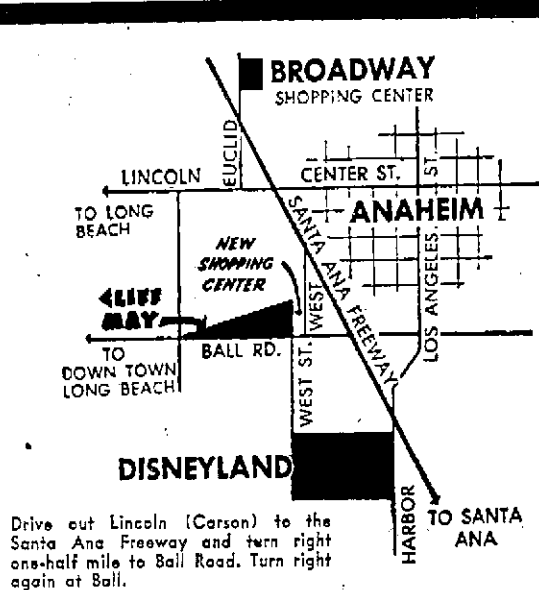 BROADWAY
SHOPPING CENTER
EUCLID
LINCOLN
CENTER ST.
ST.
TO LONG
BEACH
SANTA ANA FREEWAY
ANAHEIM
NEW
SHOPPING
CENTER
WEST
LOS ANGELES
CLIFF
MAY
BALL RD.
TO
DOWN TOWN
LONG BEACH
WEST ST.
DISNEYLAND
HARBOR
TO SANTA
ANA
Drive out Lincoln (Carson) to the
Santa Ana Freeway and turn right
one-half mile to Ball Road. Turn right
again at Ball.